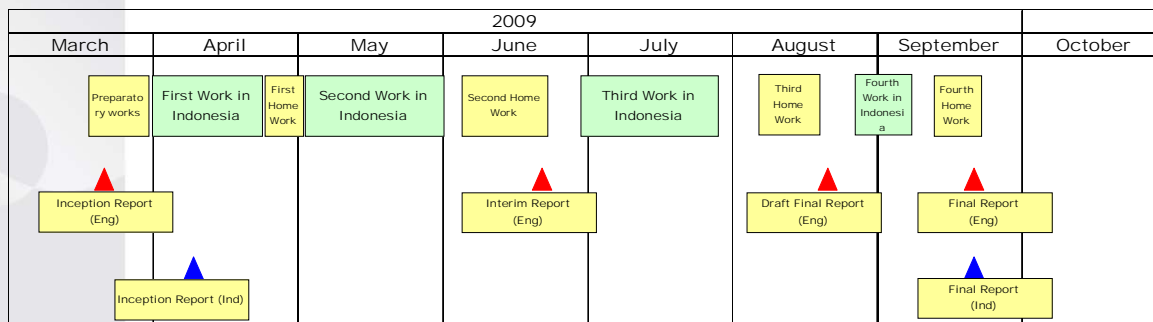 2009
March April May June July August September October
Preparato
ry works
First Work in
Indonesia
First
Home
Work
Second Work in
Indonesia
Second Home
Work
Third Work in
Indonesia
Third
Home
Work
Fourth
Work in
Indonesi
a
Fourth
Home
Work
Inception Report
(Eng)
Interim Report
(Eng)
Draft Final Report
(Eng)
Final Report
(Eng)
Inception Report (Ind)
Final Report
(Ind)